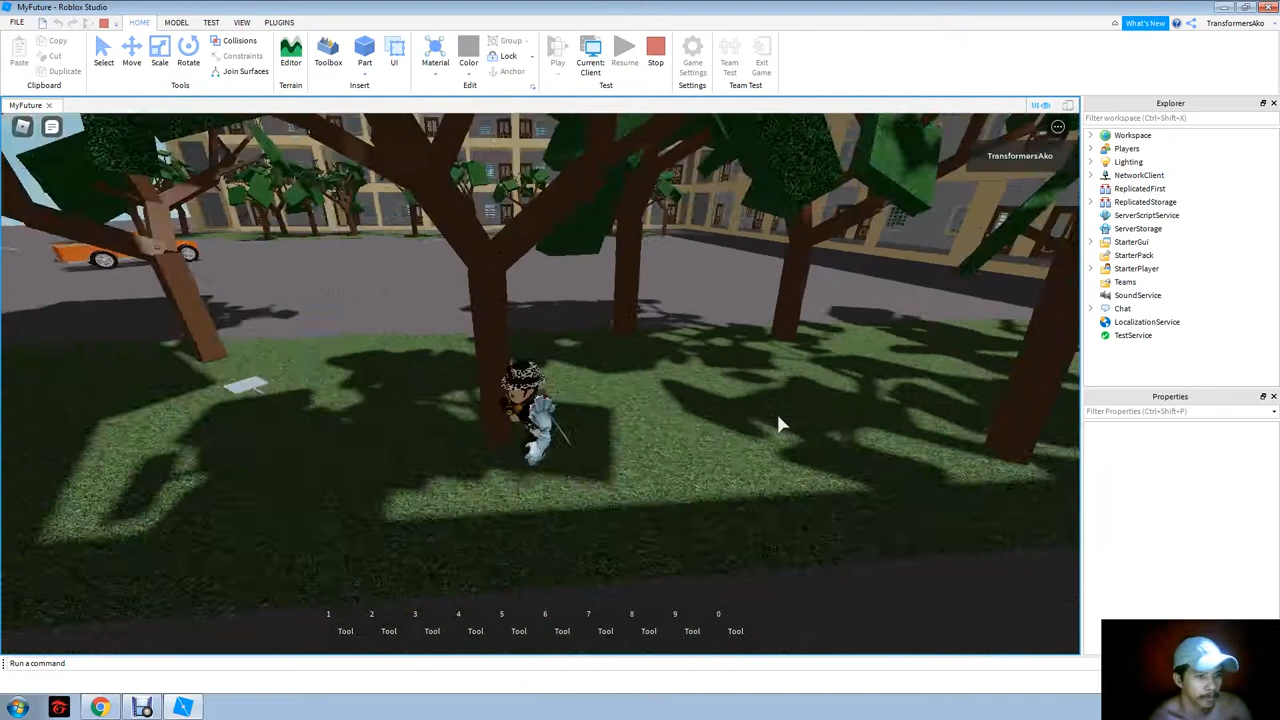 MyFuture - Roblox Studio
FILE
HOME
MODEL
TEST
VIEW
PLUGINS
What's New
TransformersAko
Paste
Copy
Cut
Duplicate
Clipboard
Select
Move
Scale
Rotate
Collisions
Constraints
Join Surfaces
Tools
Editor
Terrain
Toolbox
Part
UI
Insert
Material
Color
Group
Lock
Anchor
Edit
Play
Current:
Client
Resume
Stop
Test
Game
Settings
Settings
Team
Test
Exit
Game
Team Test
MyFuture
UI
TransformersAko
1 2 3 4 5 6 7 8 9 0
Tool Tool Tool Tool Tool Tool Tool Tool Tool Tool
Explorer
Filter workspace (Ctrl+Shift+X)
Workspace
Players
Lighting
NetworkClient
ReplicatedFirst
ReplicatedStorage
ServerScriptService
ServerStorage
StarterGui
StarterPack
StarterPlayer
Teams
SoundService
Chat
LocalizationService
TestService
Properties
Filter Properties (Ctrl+Shift+P)
Run a command